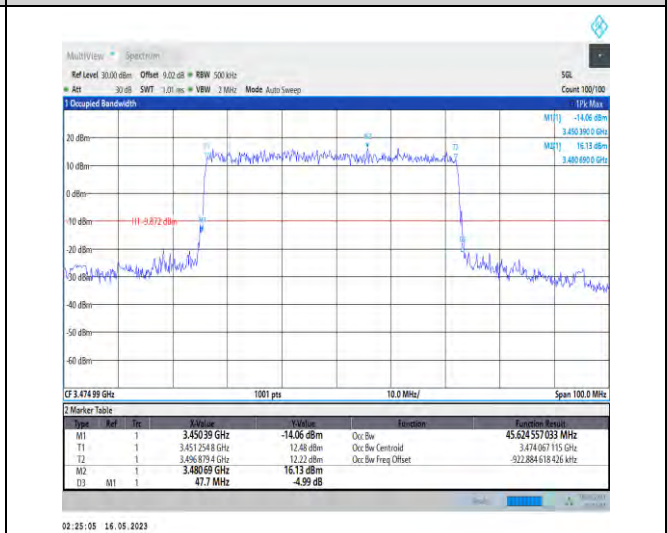 MultiView Spectrum
Ref Level 30.00 dBm Offset 9.02 dB RBW 500 kHz SGL
Att 30 dB SWT 1.01 ms VBW 2 MHz Mode Auto Sweep Count 100/100
1 Occupied Bandwidth 1Pk Max
M1[1] -14.06 dBm
3.450 390 0 GHz
20 dBm
M2[1] 16.13 dBm
3.480 690 0 GHz
T1
T2
10 dBm
0 dBm
-10 dBm
H1 -9.872 dBm
-20 dBm
-30 dBm
-40 dBm
-50 dBm
-60 dBm
CF 3.474 99 GHz 1001 pts 10.0 MHz/ Span 100.0 MHz
2 Marker Table
Type Ref Trc X-Value Y-Value Function Function Result
M1 1 3.450 39 GHz -14.06 dBm Occ Bw 45.624 557 033 MHz
T1 1 3.451 254 8 GHz 12.48 dBm Occ Bw Centroid 3.474 067 115 GHz
T2 1 3.496 879 4 GHz 12.22 dBm Occ Bw Freq Offset -922.884 618 426 kHz
M2 1 3.480 69 GHz 16.13 dBm
D3 M1 1 47.7 MHz -4.99 dB
02:25:05 16.05.2023